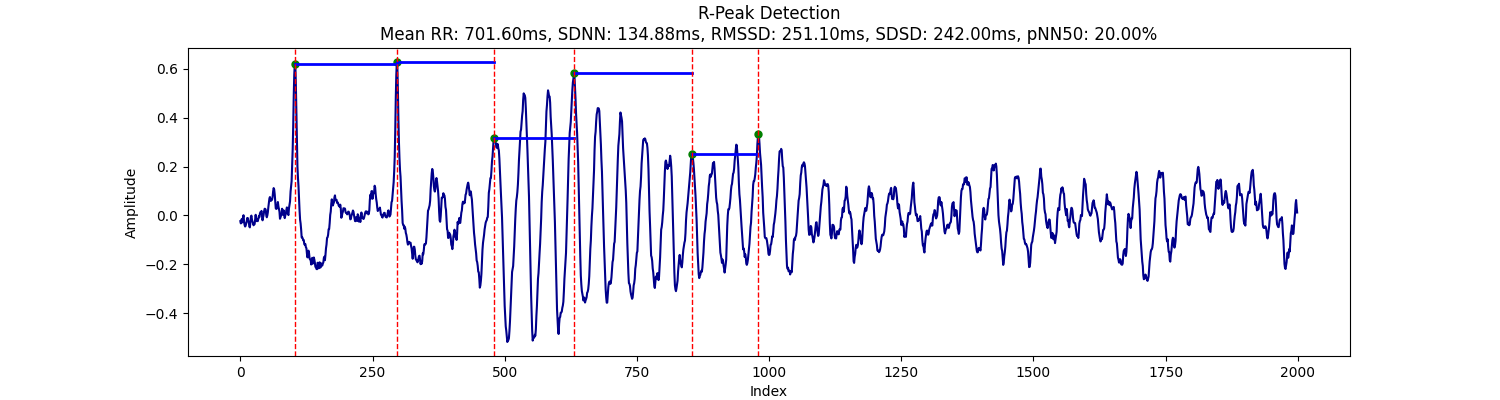 R-Peak Detection
Mean RR: 701.60ms, SDNN: 134.88ms, RMSSD: 251.10ms, SDSD: 242.00ms, pNN50: 20.00%
0.6
0.4
0.2
0.0
−0.2
−0.4
Amplitude
0 250 500 750 1000 1250 1500 1750 2000
Index